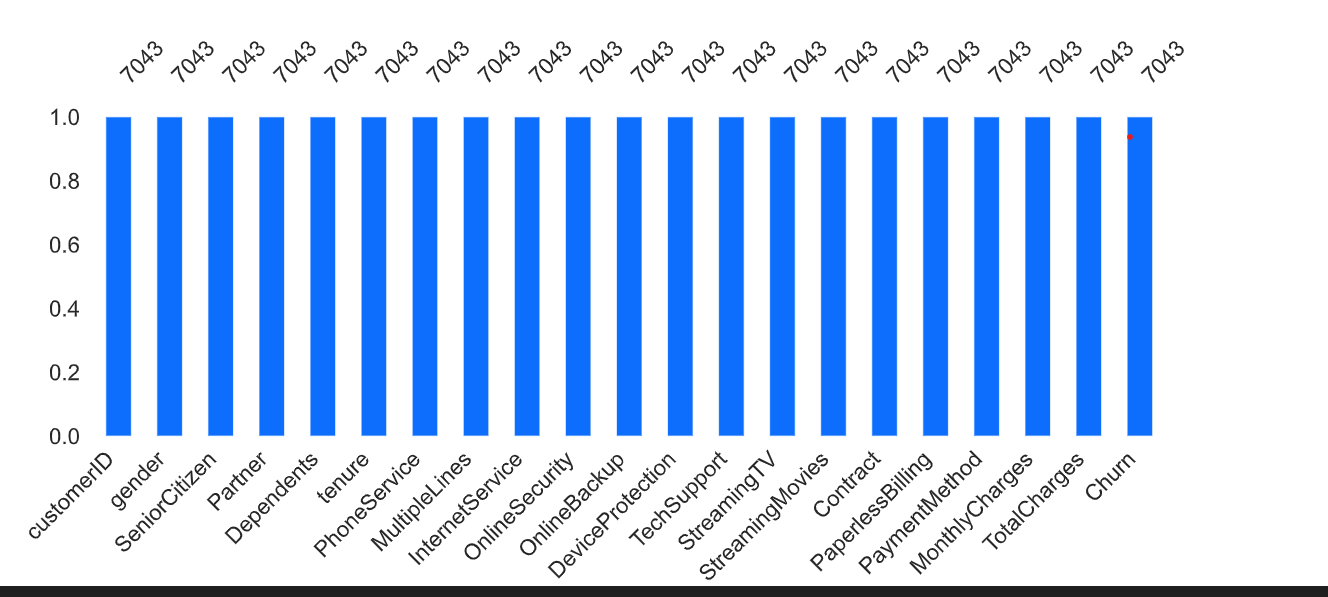 7043 7043 7043 7043 7043 7043 7043 7043 7043 7043 7043 7043 7043 7043 7043 7043 7043 7043 7043 7043 7043
1.0
0.8
0.6
0.4
0.2
0.0
customerID
gender
SeniorCitizen
Partner
Dependents
tenure
PhoneService
MultipleLines
InternetService
OnlineSecurity
OnlineBackup
DeviceProtection
TechSupport
StreamingTV
StreamingMovies
Contract
PaperlessBilling
PaymentMethod
MonthlyCharges
TotalCharges
Churn